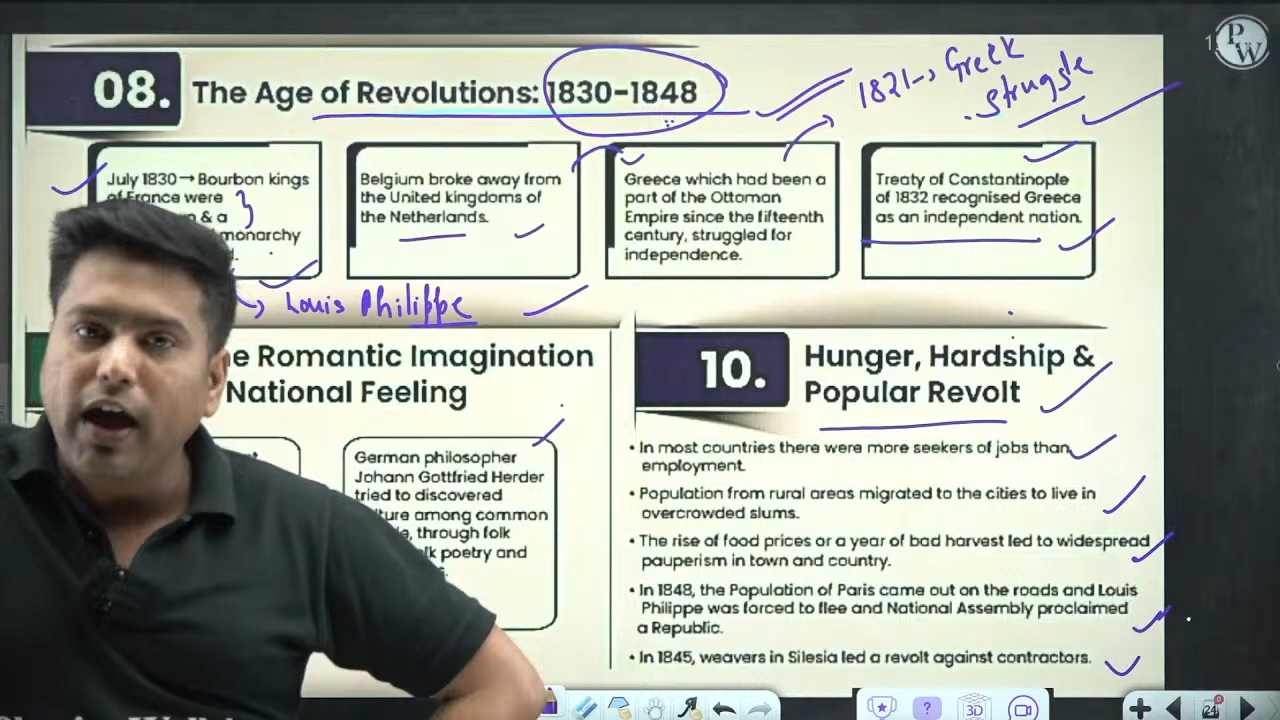 PW
08. The Age of Revolutions: 1830-1848
1821→ Greek
Struggle
July 1830 → Bourbon kings
of France were
& a
monarchy
Belgium broke away from
the United kingdoms of
the Netherlands.
Greece which had been a
part of the Ottoman
Empire since the fifteenth
century, struggled for
independence.
Treaty of Constantinople
of 1832 recognised Greece
as an independent nation.
Louis Philippe
Romantic Imagination
National Feeling
German philosopher
Johann Gottfried Herder
tried to discovered
among common
through folk
poetry and
10. Hunger, Hardship &
Popular Revolt
• In most countries there were more seekers of jobs than
employment.
• Population from rural areas migrated to the cities to live in
overcrowded slums.
• The rise of food prices or a year of bad harvest led to widespread
pauperism in town and country.
• In 1848, the Population of Paris came out on the roads and Louis
Philippe was forced to flee and National Assembly proclaimed
a Republic.
• In 1845, weavers in Silesia led a revolt against contractors.
3D
24